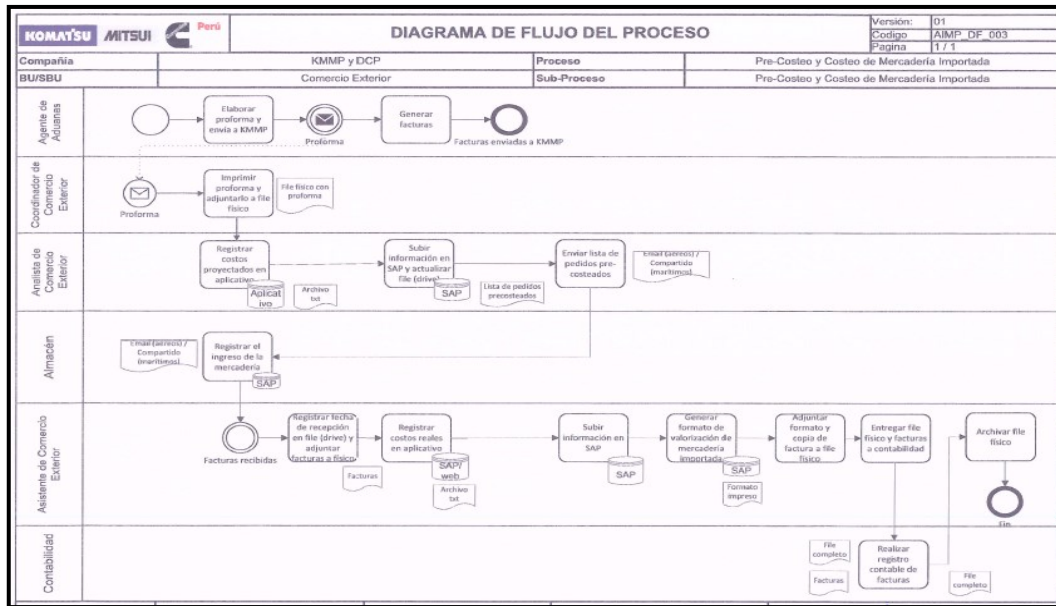 KOMATSU MITSUI Cummins Perú
DIAGRAMA DE FLUJO DEL PROCESO
Versión: 01
Codigo AIMP_DF_003
Pagina 1 / 1
Compañía KMMP y DCP Proceso Pre-Costeo y Costeo de Mercadería Importada
BU/SBU Comercio Exterior Sub-Proceso Pre-Costeo y Costeo de Mercadería Importada
Agente de
Aduanas
Elaborar
proforma y
envía a KMMP
Proforma
Generar
facturas
Facturas enviadas a KMMP
Coordinador de
Comercio
Exterior
Proforma
Imprimir
proforma y
adjuntarlo a file
físico
File físico con
proforma
Analista de
Comercio
Exterior
Registrar
costos
proyectados en
aplicativo
Aplicat
ivo
Archivo
txt
Subir
información en
SAP y actualizar
file (drive)
SAP
Lista de pedidos
precosteados
Enviar lista de
pedidos pre-
costeados
Email (aéreos) /
Compartido
(marítimos)
Almacén
Email (aéreos) /
Compartido
(marítimos)
Registrar el
ingreso de la
mercadería
SAP
Asistente de Comercio
Exterior
Facturas recibidas
Registrar fecha
de recepción
en file (drive) y
adjuntar
facturas a físico
Facturas
Registrar
costos reales
en aplicativo
SAP/
web
Archivo
txt
Subir
información en
SAP
SAP
Generar
formato de
valorización de
mercadería
importada
SAP
Formato
impreso
Adjuntar
formato y
copia de
factura a file
físico
Entregar file
físico y facturas
a contabilidad
Archivar file
físico
Fin
Contabilidad
File
completo
Facturas
Realizar
registro
contable de
facturas
File
completo